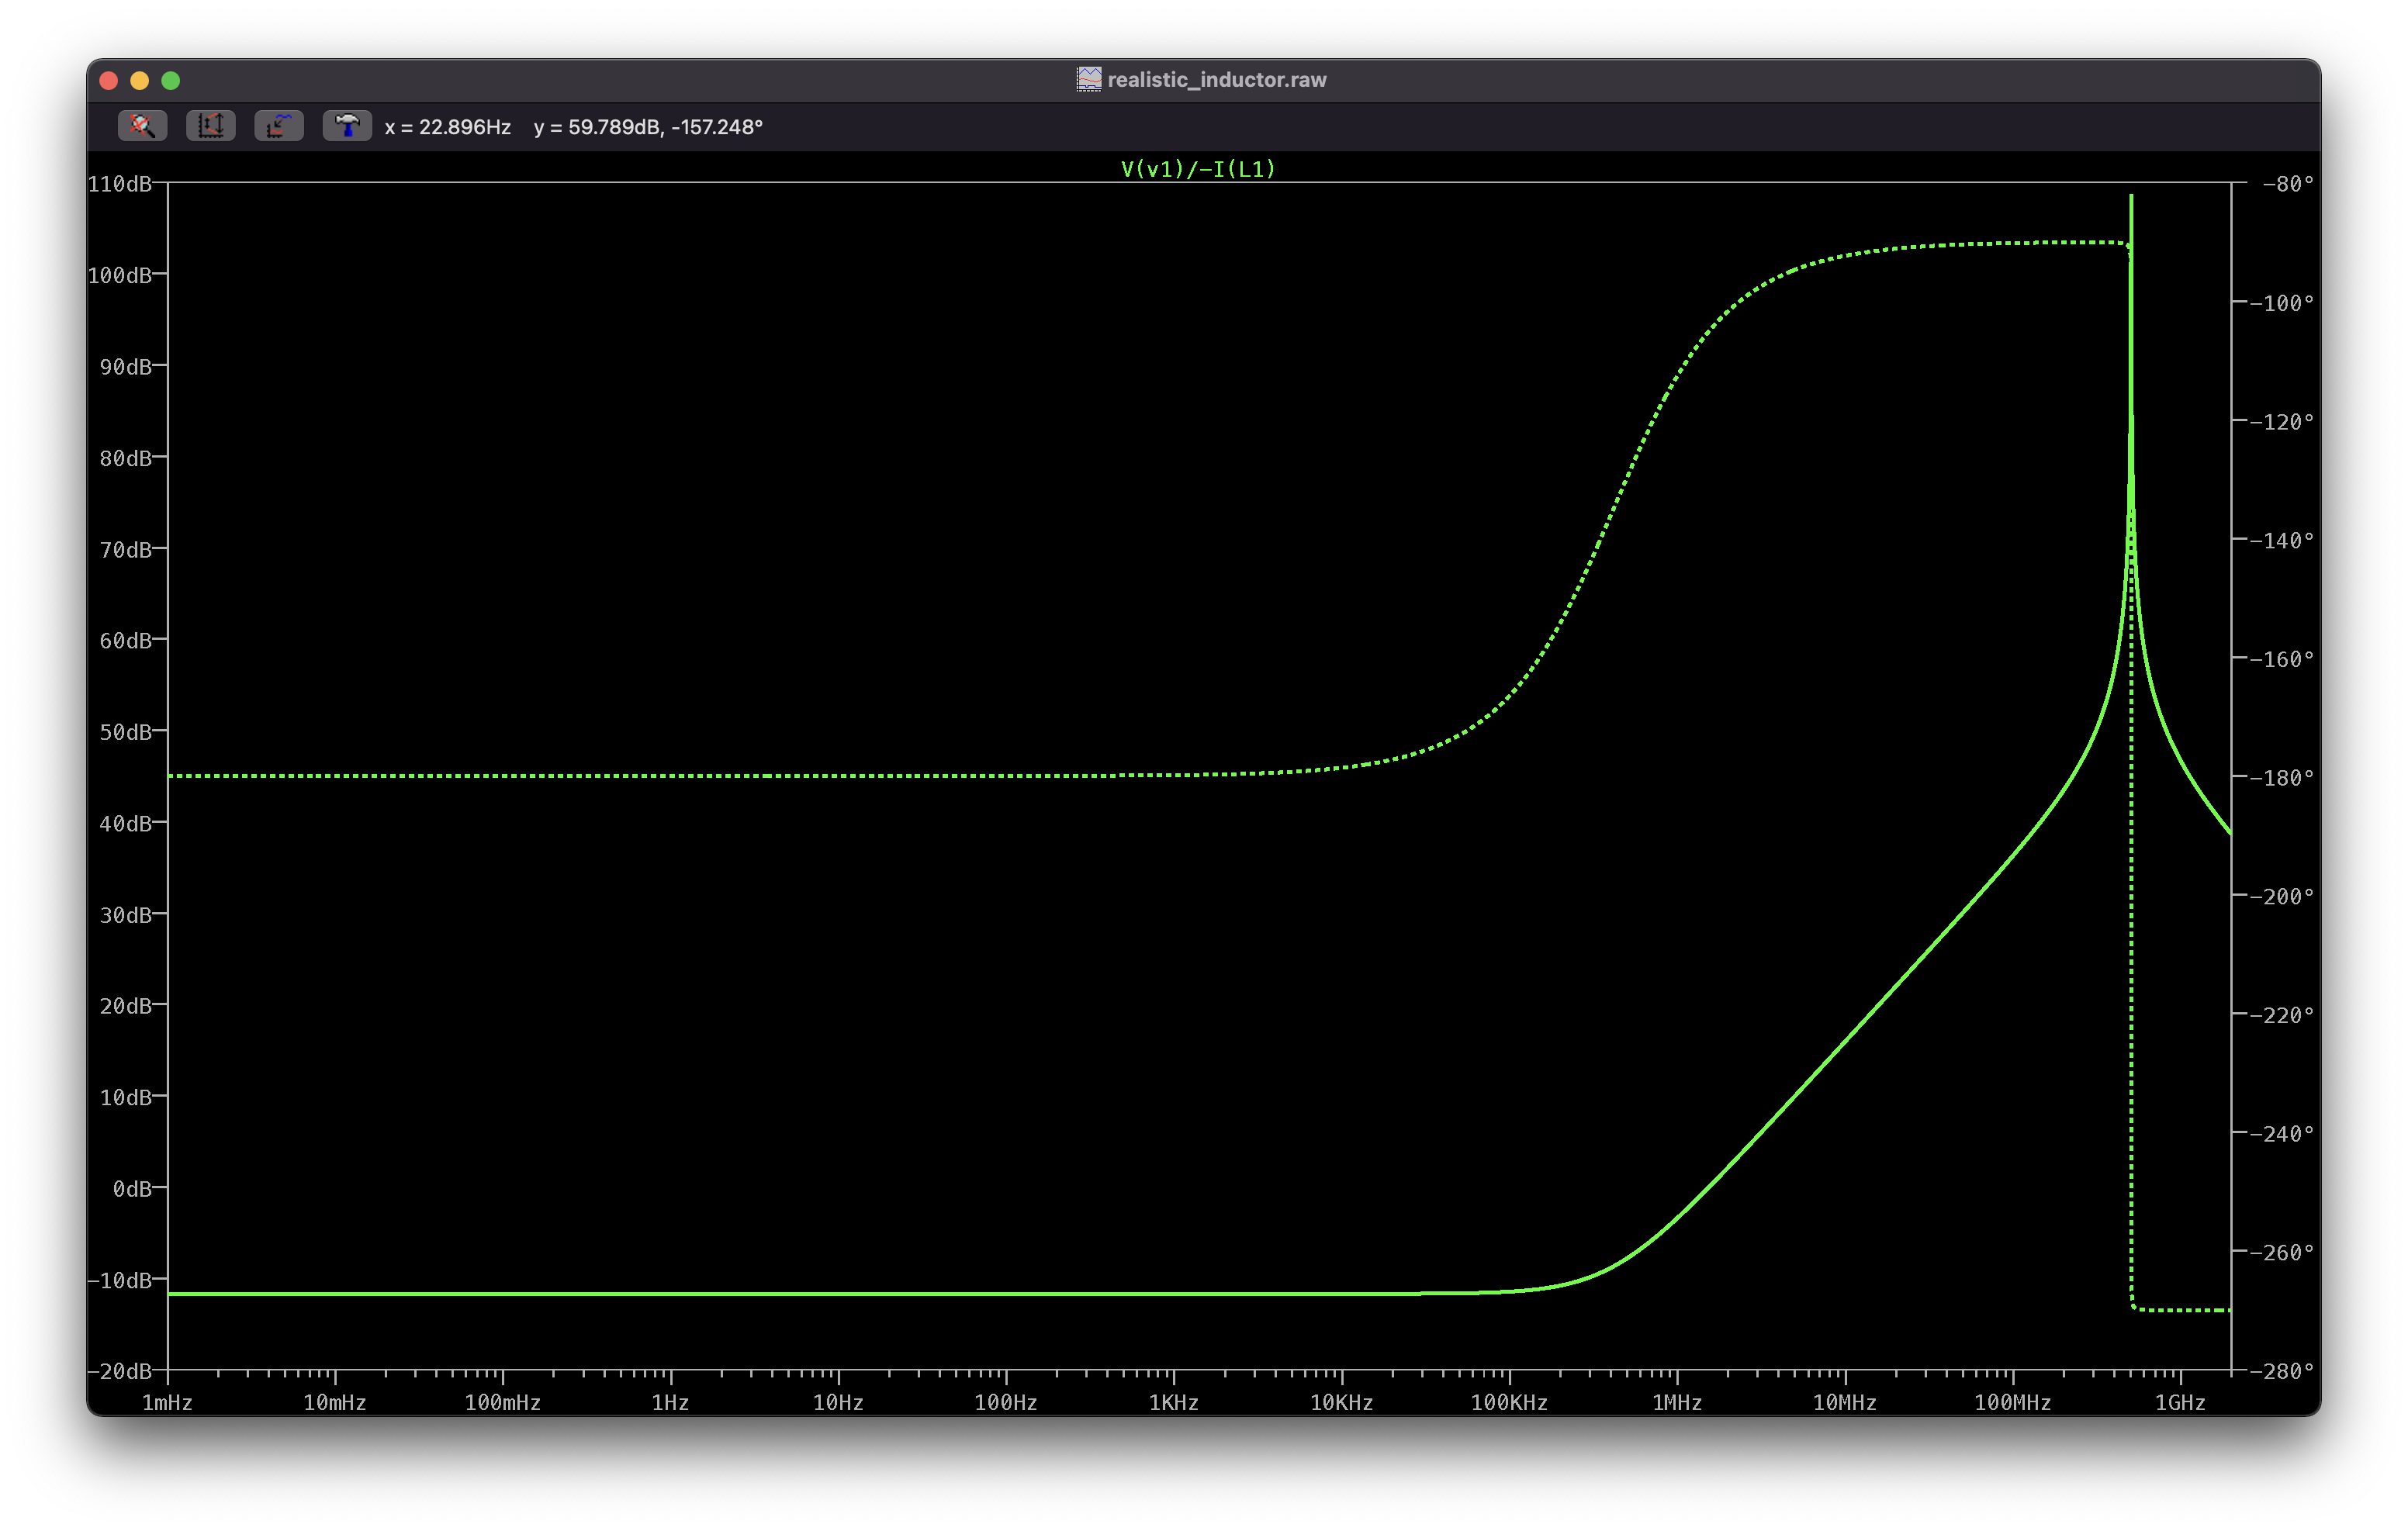 realistic_inductor.raw
x = 22.896Hz y = 59.789dB, -157.248°
V(v1)/−I(L1)
110dB
100dB
90dB
80dB
70dB
60dB
50dB
40dB
30dB
20dB
10dB
0dB
−10dB
−20dB
−80°
−100°
−120°
−140°
−160°
−180°
−200°
−220°
−240°
−260°
−280°
1mHz 10mHz 100mHz 1Hz 10Hz 100Hz 1KHz 10KHz 100KHz 1MHz 10MHz 100MHz 1GHz